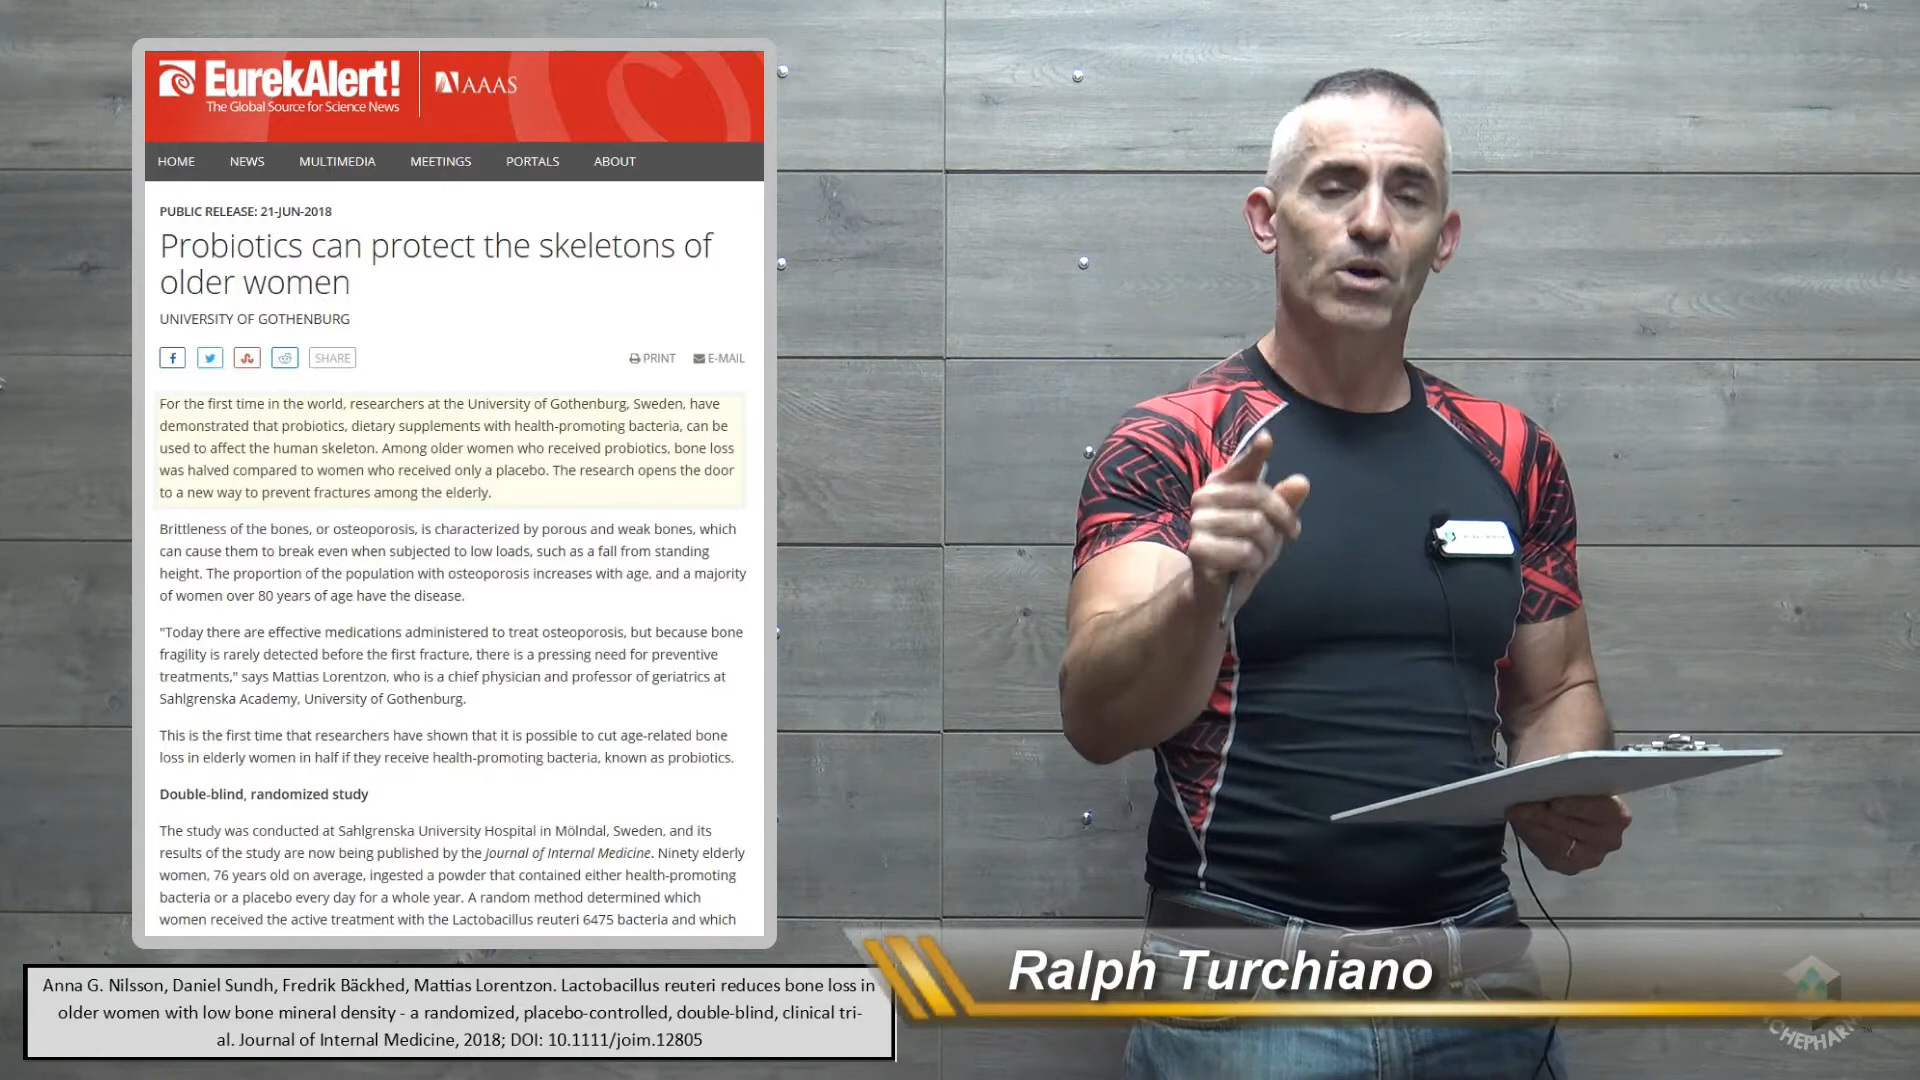 EurekAlert!
The Global Source for Science News
AAAS
HOME NEWS MULTIMEDIA MEETINGS PORTALS ABOUT
PUBLIC RELEASE: 21-JUN-2018
Probiotics can protect the skeletons of
older women
UNIVERSITY OF GOTHENBURG
SHARE
PRINT E-MAIL
For the first time in the world, researchers at the University of Gothenburg, Sweden, have
demonstrated that probiotics, dietary supplements with health-promoting bacteria, can be
used to affect the human skeleton. Among older women who received probiotics, bone loss
was halved compared to women who received only a placebo. The research opens the door
to a new way to prevent fractures among the elderly.
Brittleness of the bones, or osteoporosis, is characterized by porous and weak bones, which
can cause them to break even when subjected to low loads, such as a fall from standing
height. The proportion of the population with osteoporosis increases with age, and a majority
of women over 80 years of age have the disease.
"Today there are effective medications administered to treat osteoporosis, but because bone
fragility is rarely detected before the first fracture, there is a pressing need for preventive
treatments," says Mattias Lorentzon, who is a chief physician and professor of geriatrics at
Sahlgrenska Academy, University of Gothenburg.
This is the first time that researchers have shown that it is possible to cut age-related bone
loss in elderly women in half if they receive health-promoting bacteria, known as probiotics.
Double-blind, randomized study
The study was conducted at Sahlgrenska University Hospital in Mölndal, Sweden, and its
results of the study are now being published by the Journal of Internal Medicine. Ninety elderly
women, 76 years old on average, ingested a powder that contained either health-promoting
bacteria or a placebo every day for a whole year. A random method determined which
women received the active treatment with the Lactobacillus reuteri 6475 bacteria and which
Anna G. Nilsson, Daniel Sundh, Fredrik Bäckhed, Mattias Lorentzon. Lactobacillus reuteri reduces bone loss in
older women with low bone mineral density - a randomized, placebo-controlled, double-blind, clinical tri-
al. Journal of Internal Medicine, 2018; DOI: 10.1111/joim.12805
Ralph Turchiano